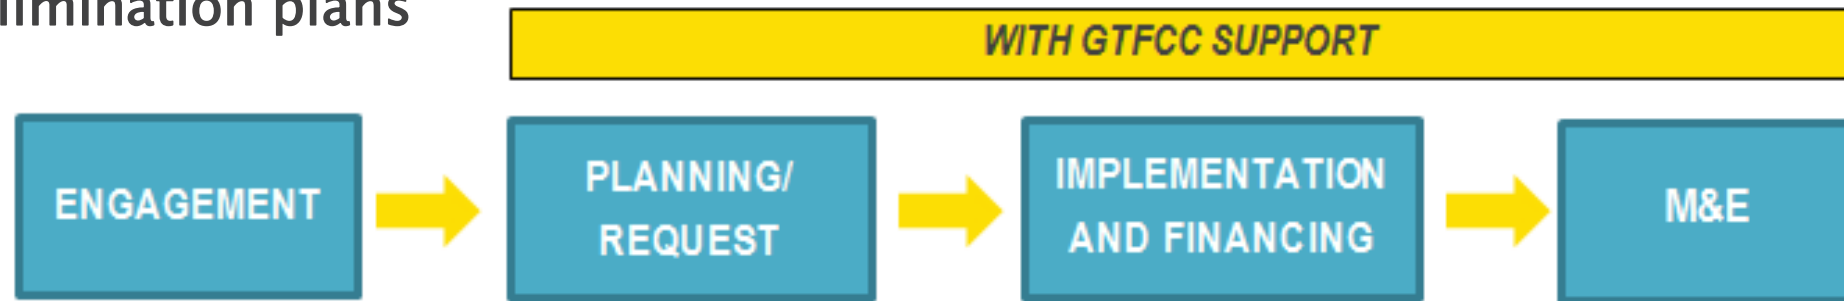 limination plans
WITH GTFCC SUPPORT
ENGAGEMENT
PLANNING/
REQUEST
IMPLEMENTATION
AND FINANCING
M&E